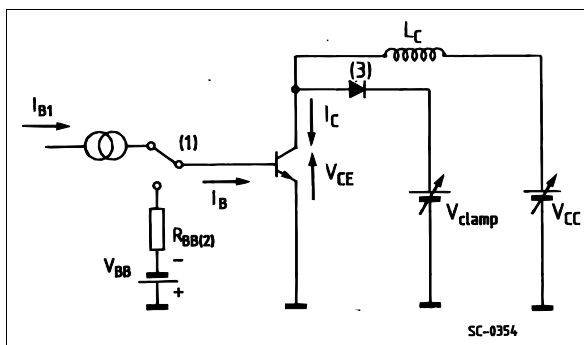 L_C
(3)
I_B1
(1)
I_C
V_CE
I_B
R_BB(2)
V_BB
−
+
V_clamp
V_CC
SC-0354